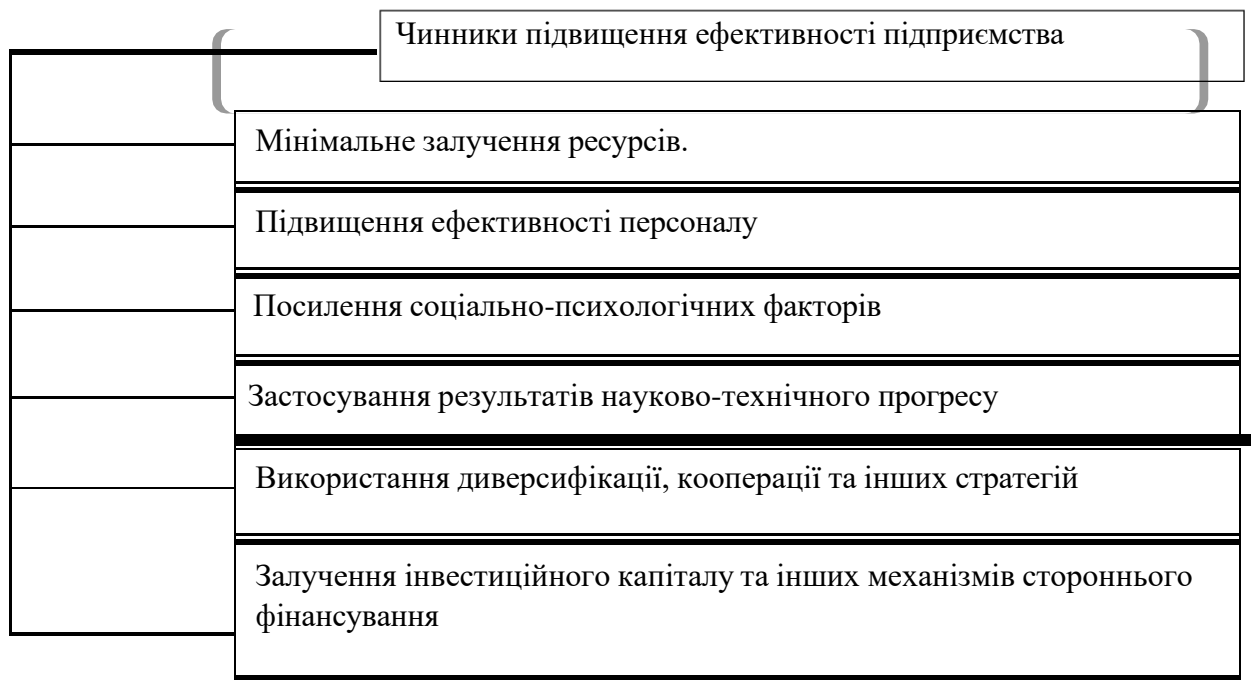 Чинники підвищення ефективності підприємства
Мінімальне залучення ресурсів.
Підвищення ефективності персоналу
Посилення соціально-психологічних факторів
Застосування результатів науково-технічного прогресу
Використання диверсифікації, кооперації та інших стратегій
Залучення інвестиційного капіталу та інших механізмів стороннього
фінансування